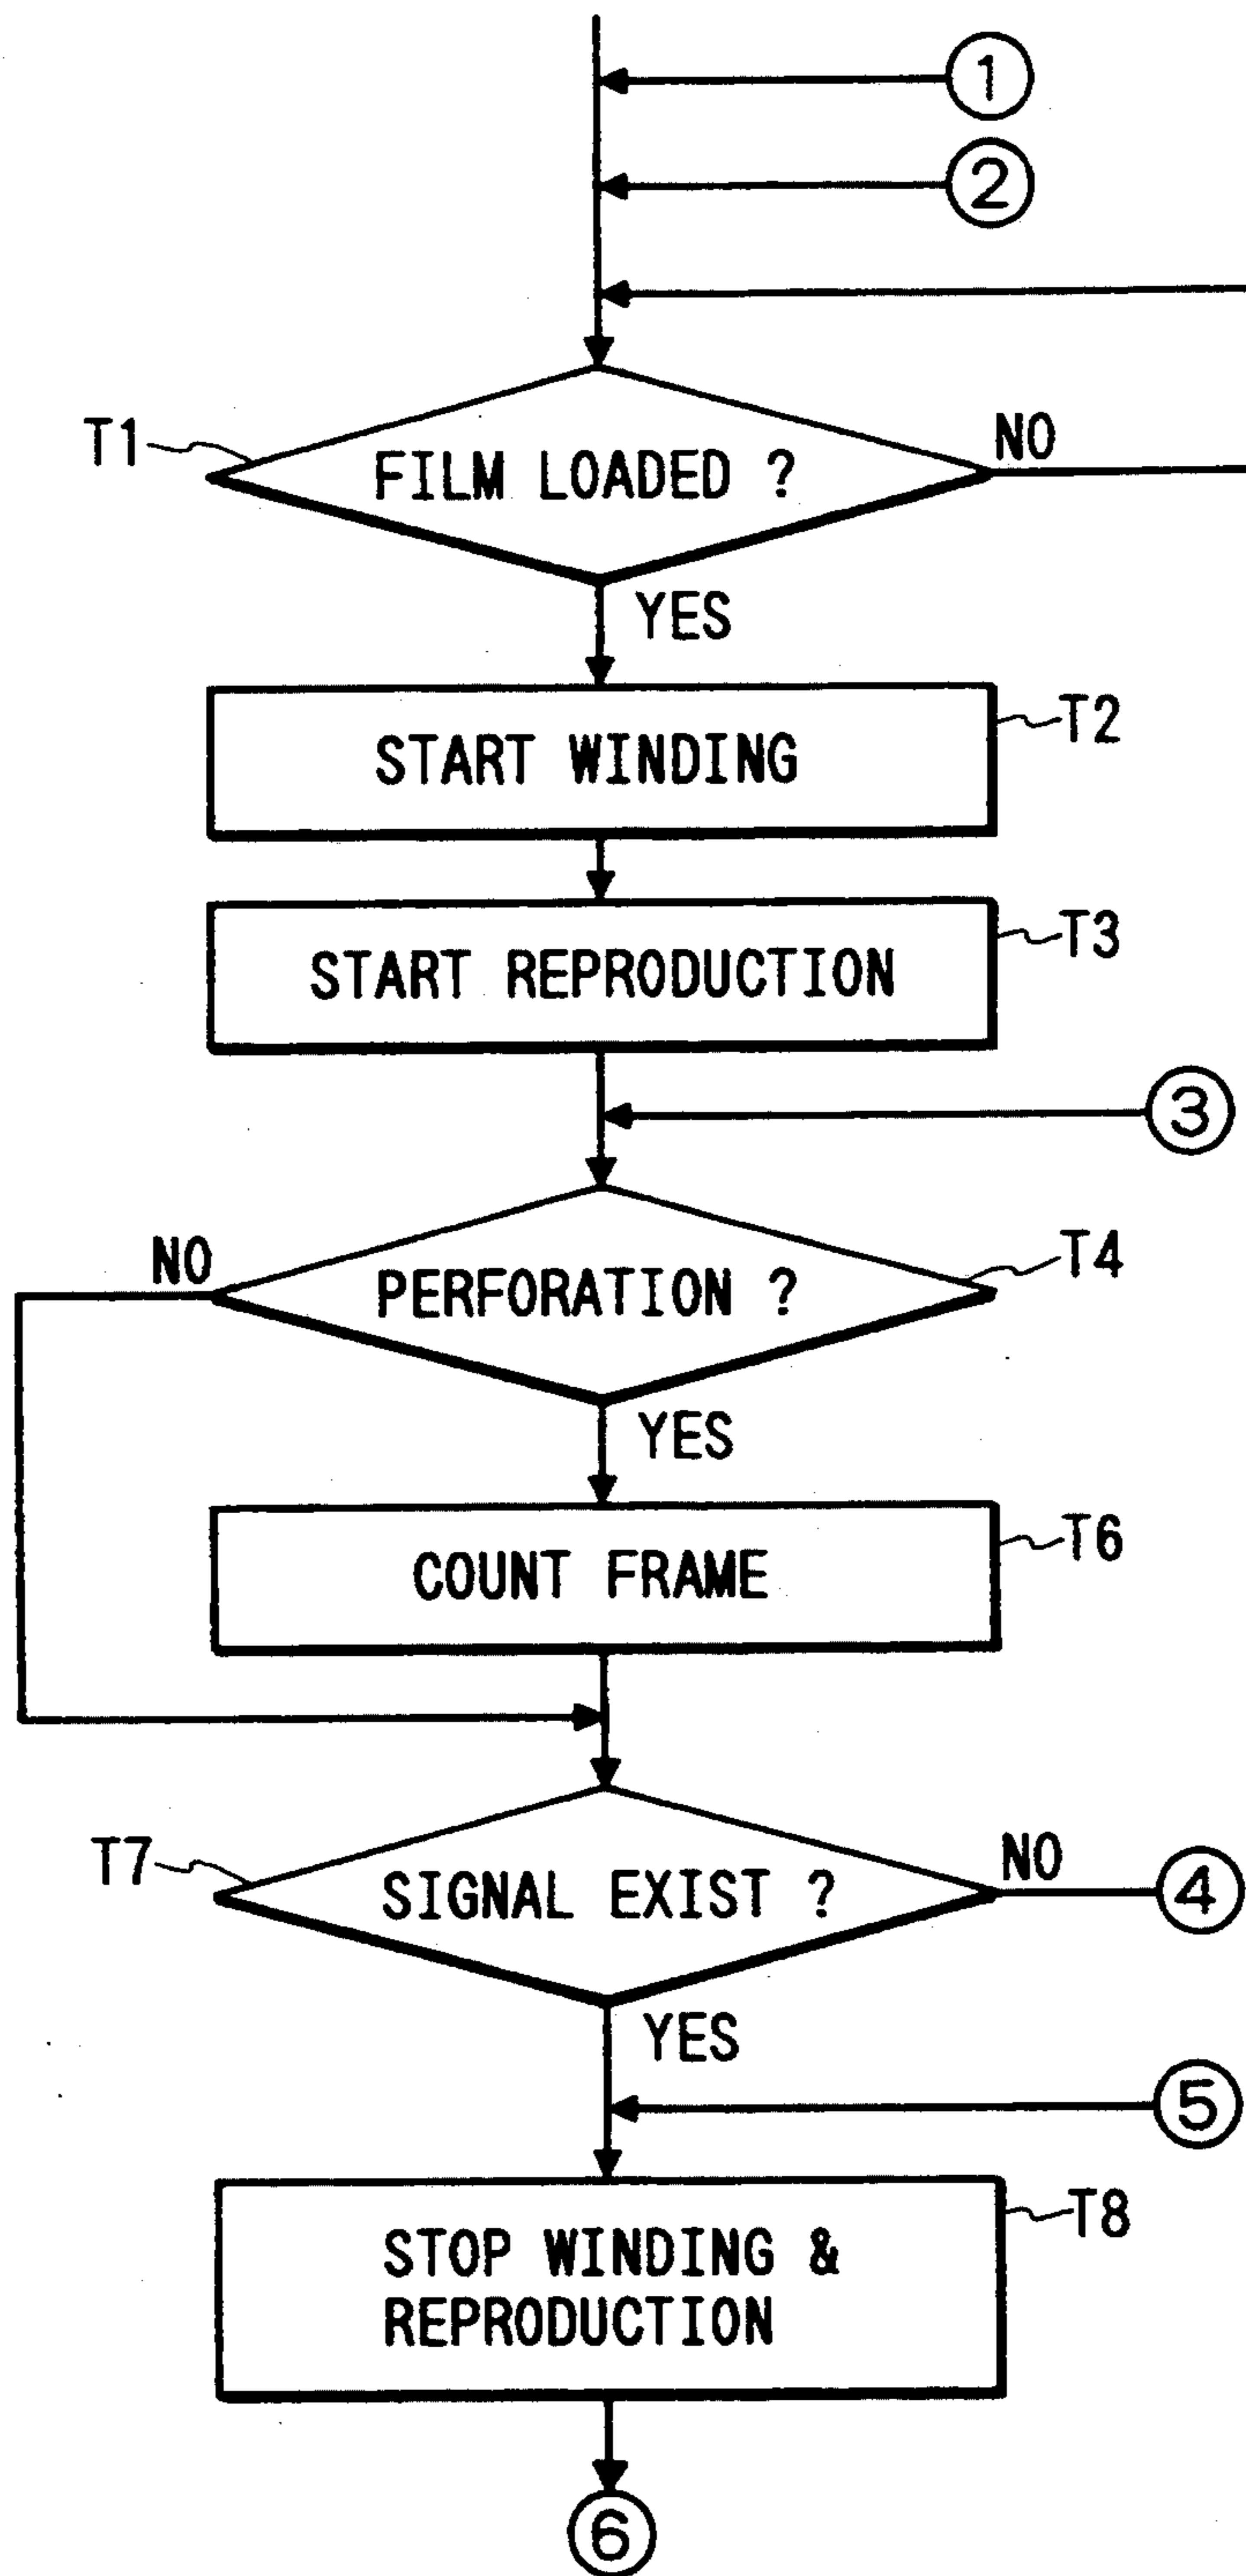 ①
②
T1
FILM LOADED ?
NO
YES
START WINDING
T2
START REPRODUCTION
T3
③
NO
PERFORATION ?
T4
YES
COUNT FRAME
T6
T7
SIGNAL EXIST ?
NO
④
YES
⑤
STOP WINDING &
REPRODUCTION
T8
⑥